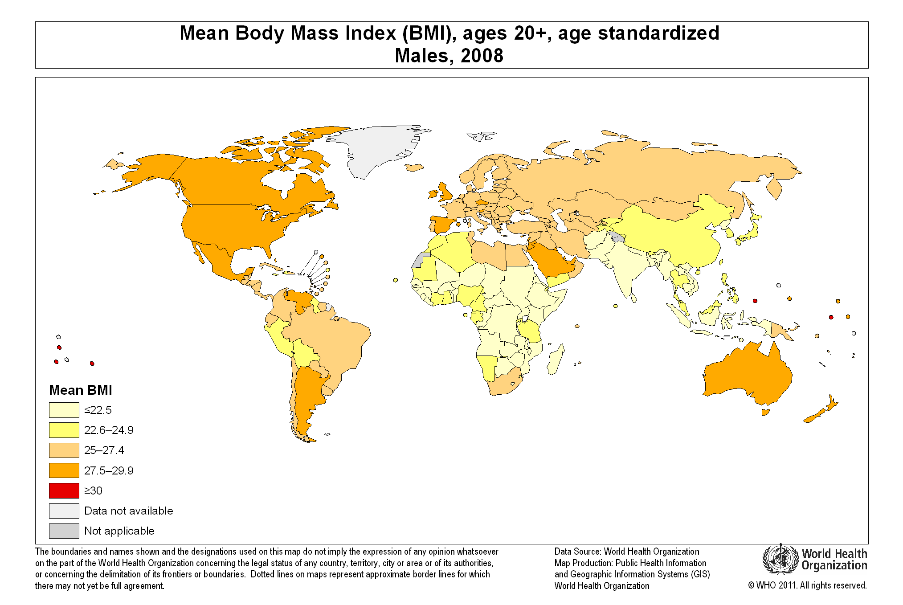 Mean Body Mass Index (BMI), ages 20+, age standardized
Males, 2008
Mean BMI
≤22.5
22.6–24.9
25–27.4
27.5–29.9
≥30
Data not available
Not applicable
The boundaries and names shown and the designations used on this map do not imply the expression of any opinion whatsoever
on the part of the World Health Organization concerning the legal status of any country, territory, city or area or of its authorities,
or concerning the delimitation of its frontiers or boundaries.  Dotted lines on maps represent approximate border lines for which
there may not yet be full agreement.
Data Source: World Health Organization
Map Production: Public Health Information
and Geographic Information Systems (GIS)
World Health Organization
World Health
Organization
© WHO 2011. All rights reserved.